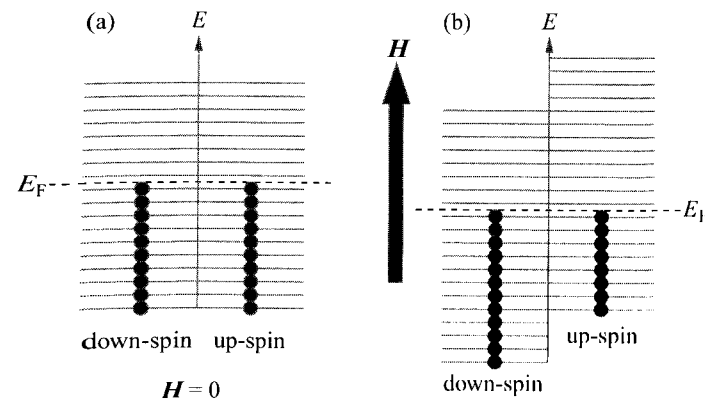 (a)
E
E_F
down-spin
up-spin
H = 0
(b)
H
E
E_F
up-spin
down-spin